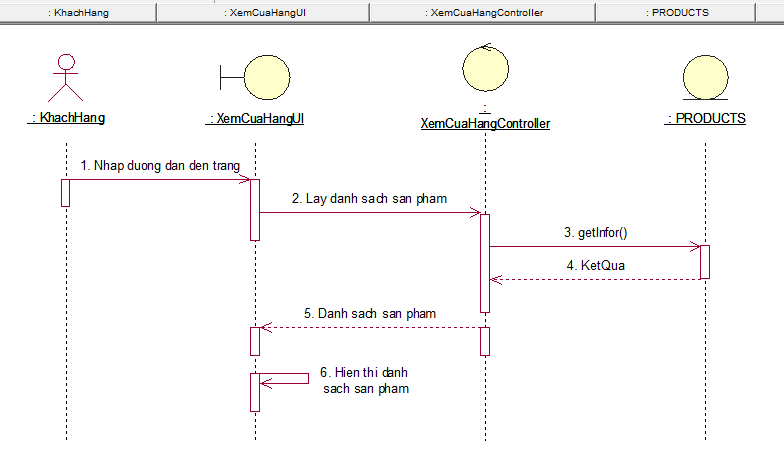 : KhachHang
: XemCuaHangUI
: XemCuaHangController
: PRODUCTS
: KhachHang
: XemCuaHangUI
:
XemCuaHangController
: PRODUCTS
1. Nhap duong dan den trang
2. Lay danh sach san pham
3. getInfor()
4. KetQua
5. Danh sach san pham
6. Hien thi danh
sach san pham